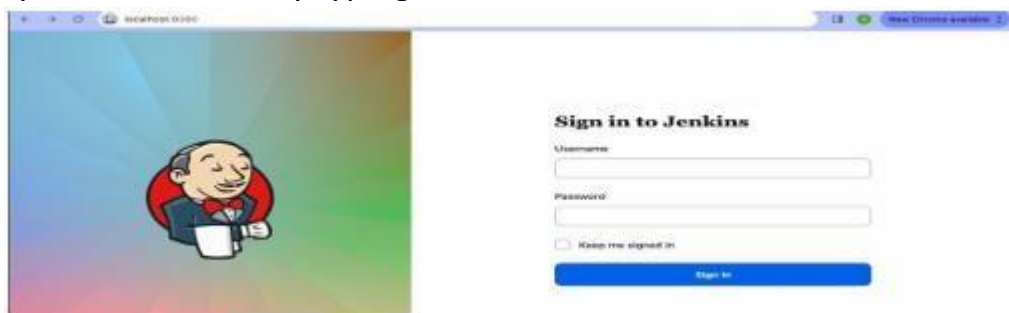 localhost:8080
New Chrome available
Sign in to Jenkins
Username
Password
Keep me signed in
Sign in